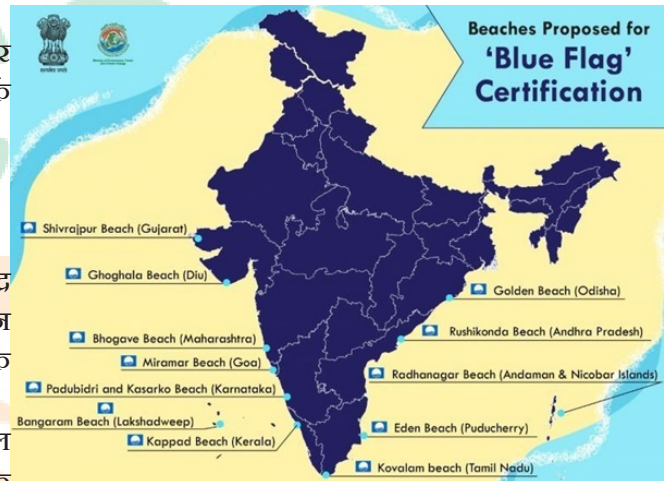 Beaches Proposed for
‘Blue Flag’
Certification
Shivrajpur Beach (Gujarat)
Ghoghala Beach (Diu)
Golden Beach (Odisha)
Bhogave Beach (Maharashtra)
Rushikonda Beach (Andhra Pradesh)
Miramar Beach (Goa)
Radhanagar Beach (Andaman & Nicobar Islands)
Padubidri and Kasarko Beach (Karnataka)
Bangaram Beach (Lakshadweep)
Eden Beach (Puducherry)
Kappad Beach (Kerala)
Kovalam beach (Tamil Nadu)